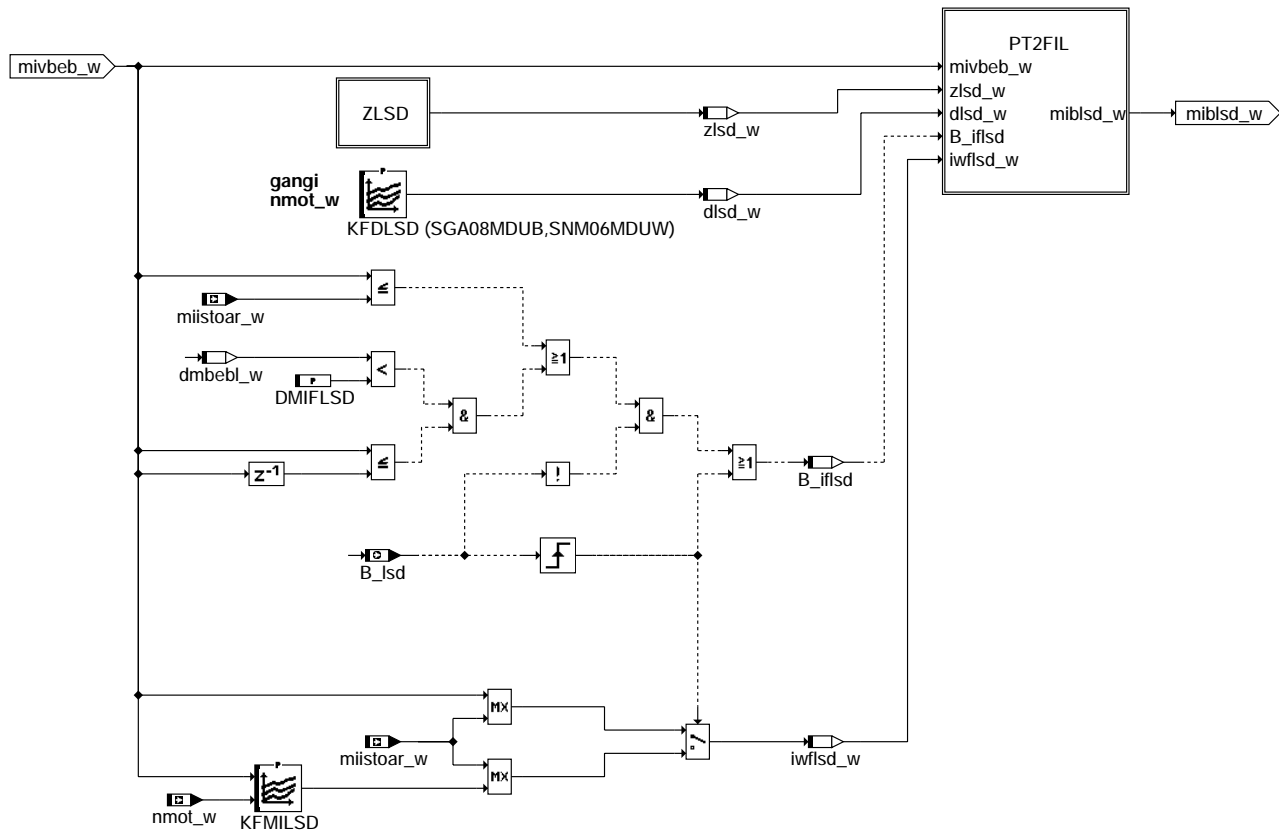 PT2FIL
mivbeb_w
mivbeb_w
zlsd_w
dlsd_w
B_iflsd
iwflsd_w
miblsd_w
miblsd_w
ZLSD
zlsd_w
gangi
nmot_w
P
dlsd_w
KFDLSD (SGA08MDUB,SNM06MDUW)
≤
miistoar_w
dmbebl_w
<
P
DMIFLSD
≥1
&
&
≤
z-1
!
≥1
B_iflsd
B_lsd
MX
miistoar_w
MX
iwflsd_w
P
nmot_w
KFMILSD